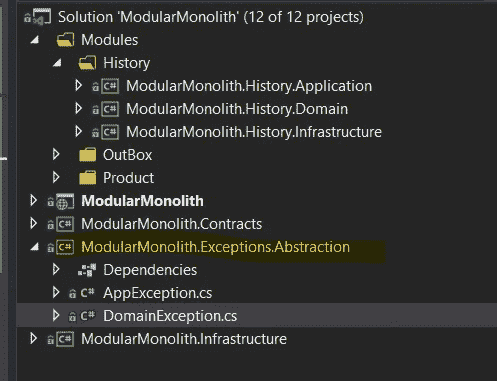 Solution 'ModularMonolith' (12 of 12 projects)
Modules
History
C# ModularMonolith.History.Application
C# ModularMonolith.History.Domain
C# ModularMonolith.History.Infrastructure
OutBox
Product
ModularMonolith
C# ModularMonolith.Contracts
C# ModularMonolith.Exceptions.Abstraction
Dependencies
C# AppException.cs
C# DomainException.cs
C# ModularMonolith.Infrastructure